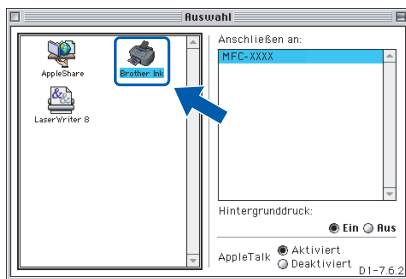 Auswahl
AppleShare
Brother Ink
LaserWriter 8
Anschließen an:
MFC-XXXX
Hintergrunddruck:
Ein Aus
AppleTalk
Aktiviert
Deaktiviert
D1-7.6.2